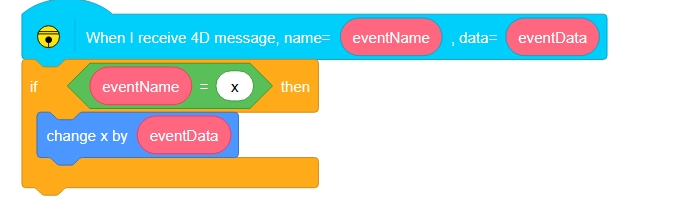 When I receive 4D message, name= eventName , data= eventData
if eventName = x then
change x by eventData